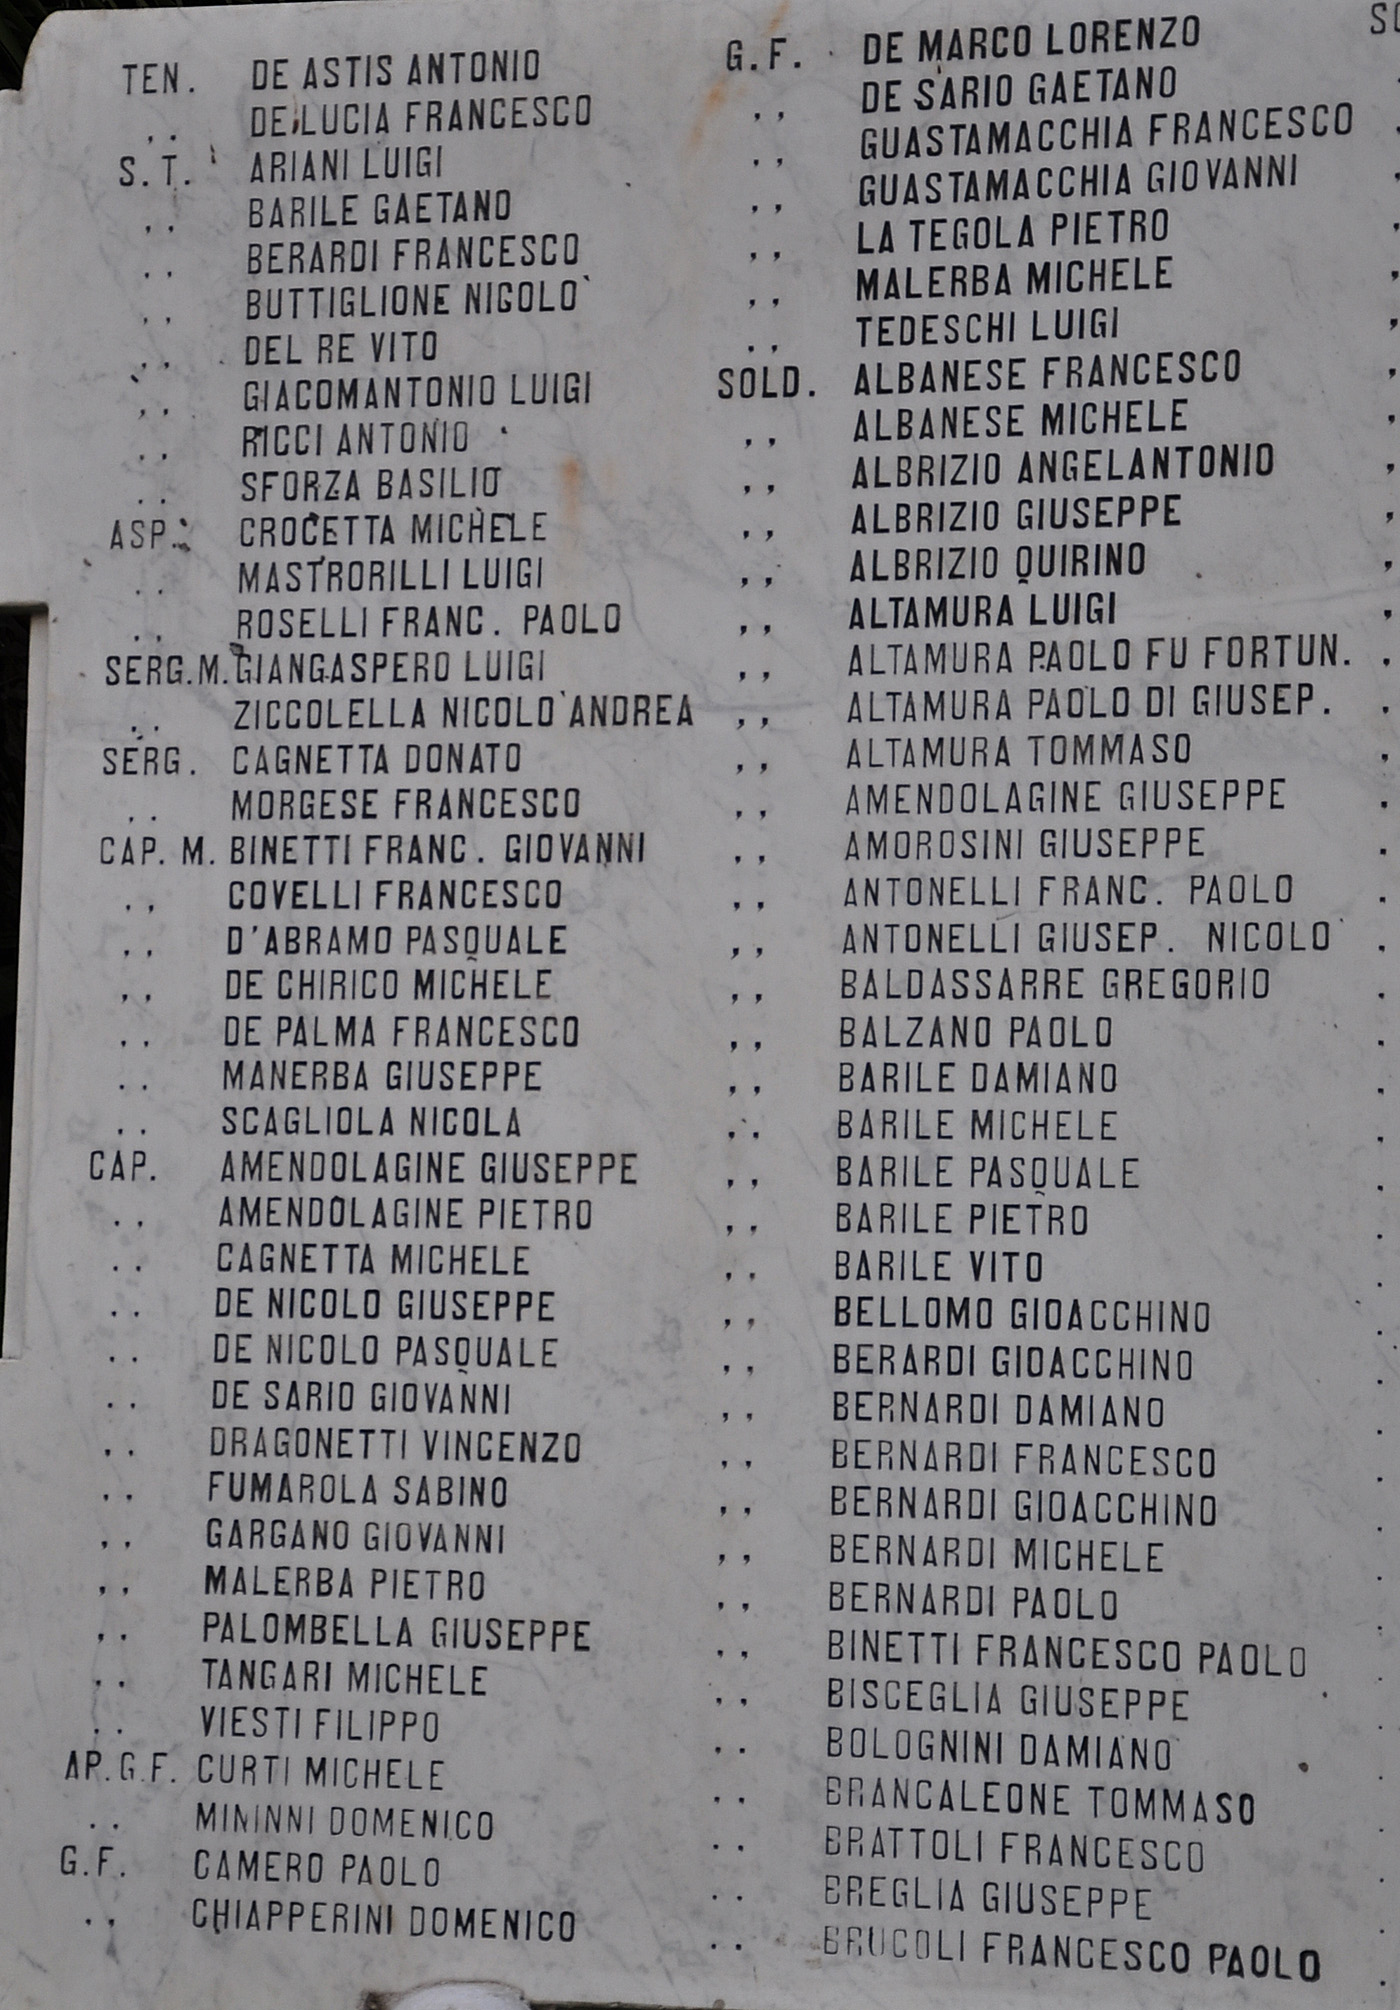 TEN. DE ASTIS ANTONIO
,, DE LUCIA FRANCESCO
S.T. ARIANI LUIGI
,, BARILE GAETANO
,, BERARDI FRANCESCO
,, BUTTIGLIONE NICOLO`
,, DEL RE VITO
,, GIACOMANTONIO LUIGI
,, RICCI ANTONIO
,, SFORZA BASILIO
ASP. CROCETTA MICHELE
,, MASTRORILLI LUIGI
,, ROSELLI FRANC. PAOLO
SERG.M. GIANGASPERO LUIGI
,, ZICCOLELLA NICOLO` ANDREA
SERG. CAGNETTA DONATO
,, MORGESE FRANCESCO
CAP. M. BINETTI FRANC. GIOVANNI
,, COVELLI FRANCESCO
,, D'ABRAMO PASQUALE
,, DE CHIRICO MICHELE
,, DE PALMA FRANCESCO
,, MANERBA GIUSEPPE
,, SCAGLIOLA NICOLA
CAP. AMENDOLAGINE GIUSEPPE
,, AMENDOLAGINE PIETRO
,, CAGNETTA MICHELE
,, DE NICOLO GIUSEPPE
,, DE NICOLO PASQUALE
,, DE SARIO GIOVANNI
,, DRAGONETTI VINCENZO
,, FUMAROLA SABINO
,, GARGANO GIOVANNI
,, MALERBA PIETRO
,, PALOMBELLA GIUSEPPE
,, TANGARI MICHELE
,, VIESTI FILIPPO
AP.G.F. CURTI MICHELE
,, MININNI DOMENICO
G.F. CAMERO PAOLO
,, CHIAPPERINI DOMENICO
G.F. DE MARCO LORENZO
,, DE SARIO GAETANO
,, GUASTAMACCHIA FRANCESCO
,, GUASTAMACCHIA GIOVANNI
,, LA TEGOLA PIETRO
,, MALERBA MICHELE
,, TEDESCHI LUIGI
SOLD. ALBANESE FRANCESCO
,, ALBANESE MICHELE
,, ALBRIZIO ANGELANTONIO
,, ALBRIZIO GIUSEPPE
,, ALBRIZIO QUIRINO
,, ALTAMURA LUIGI
,, ALTAMURA PAOLO FU FORTUN.
,, ALTAMURA PAOLO DI GIUSEP.
,, ALTAMURA TOMMASO
,, AMENDOLAGINE GIUSEPPE
,, AMOROSINI GIUSEPPE
,, ANTONELLI FRANC. PAOLO
,, ANTONELLI GIUSEP. NICOLO`
,, BALDASSARRE GREGORIO
,, BALZANO PAOLO
,, BARILE DAMIANO
,, BARILE MICHELE
,, BARILE PASQUALE
,, BARILE PIETRO
,, BARILE VITO
,, BELLOMO GIOACCHINO
,, BERARDI GIOACCHINO
,, BERNARDI DAMIANO
,, BERNARDI FRANCESCO
,, BERNARDI GIOACCHINO
,, BERNARDI MICHELE
,, BERNARDI PAOLO
,, BINETTI FRANCESCO PAOLO
,, BISCEGLIA GIUSEPPE
,, BOLOGNINI DAMIANO
,, BRANCALEONE TOMMASO
,, BRATTOLI FRANCESCO
,, BREGLIA GIUSEPPE
,, BRUCOLI FRANCESCO PAOLO